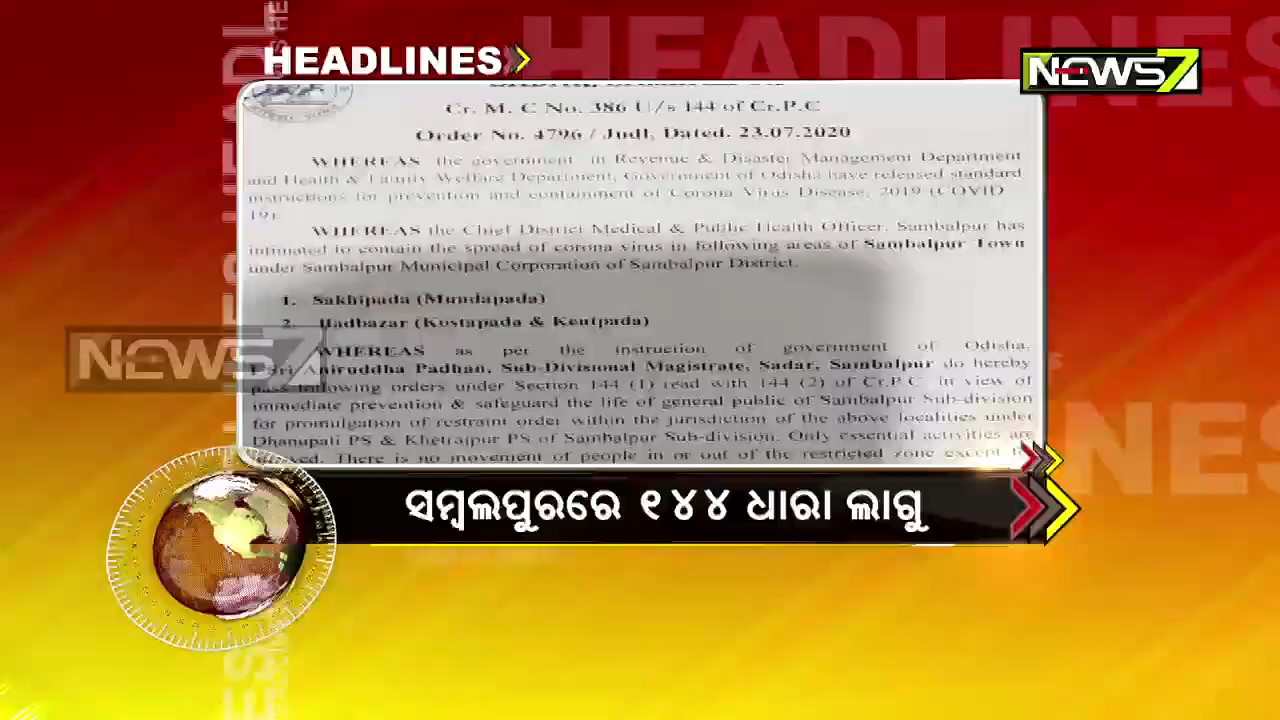 HEADLINES
NEWS7
Cr. M. C No. 386 U/s 144 of Cr.P.C
Order No. 4796 / Judl, Dated. 23.07.2020
WHEREAS the government in Revenue & Disaster Management Department
and Health & Family Welfare Department, Government of Odisha have released standard
instructions for prevention and containment of Corona Virus Disease, 2019 (COVID
19).
WHEREAS the Chief District Medical & Public Health Officer, Sambalpur has
intimated to contain the spread of corona virus in following areas of Sambalpur Town
under Sambalpur Municipal Corporation of Sambalpur District.
1. Sakhipada (Mundapada)
2. Hadbazar (Kostapada & Keutpada)
NEWS7
WHEREAS as per the instruction of government of Odisha,
Aniruddha Padhan, Sub-Divisional Magistrate, Sadar, Sambalpur do hereby
pass following orders under Section 144 (1) read with 144 (2) of Cr.P.C. in view of
immediate prevention & safeguard the life of general public of Sambalpur Sub-division
for promulgation of restraint order within the jurisdiction of the above localities under
Dhanupali PS & Khetrajpur PS of Sambalpur Sub-division. Only essential activities are
There is no movement of people in or out of the restricted zone except
ସମ୍ବଲପୁରରେ ୧୪୪ ଧାରା ଲାଗୁ